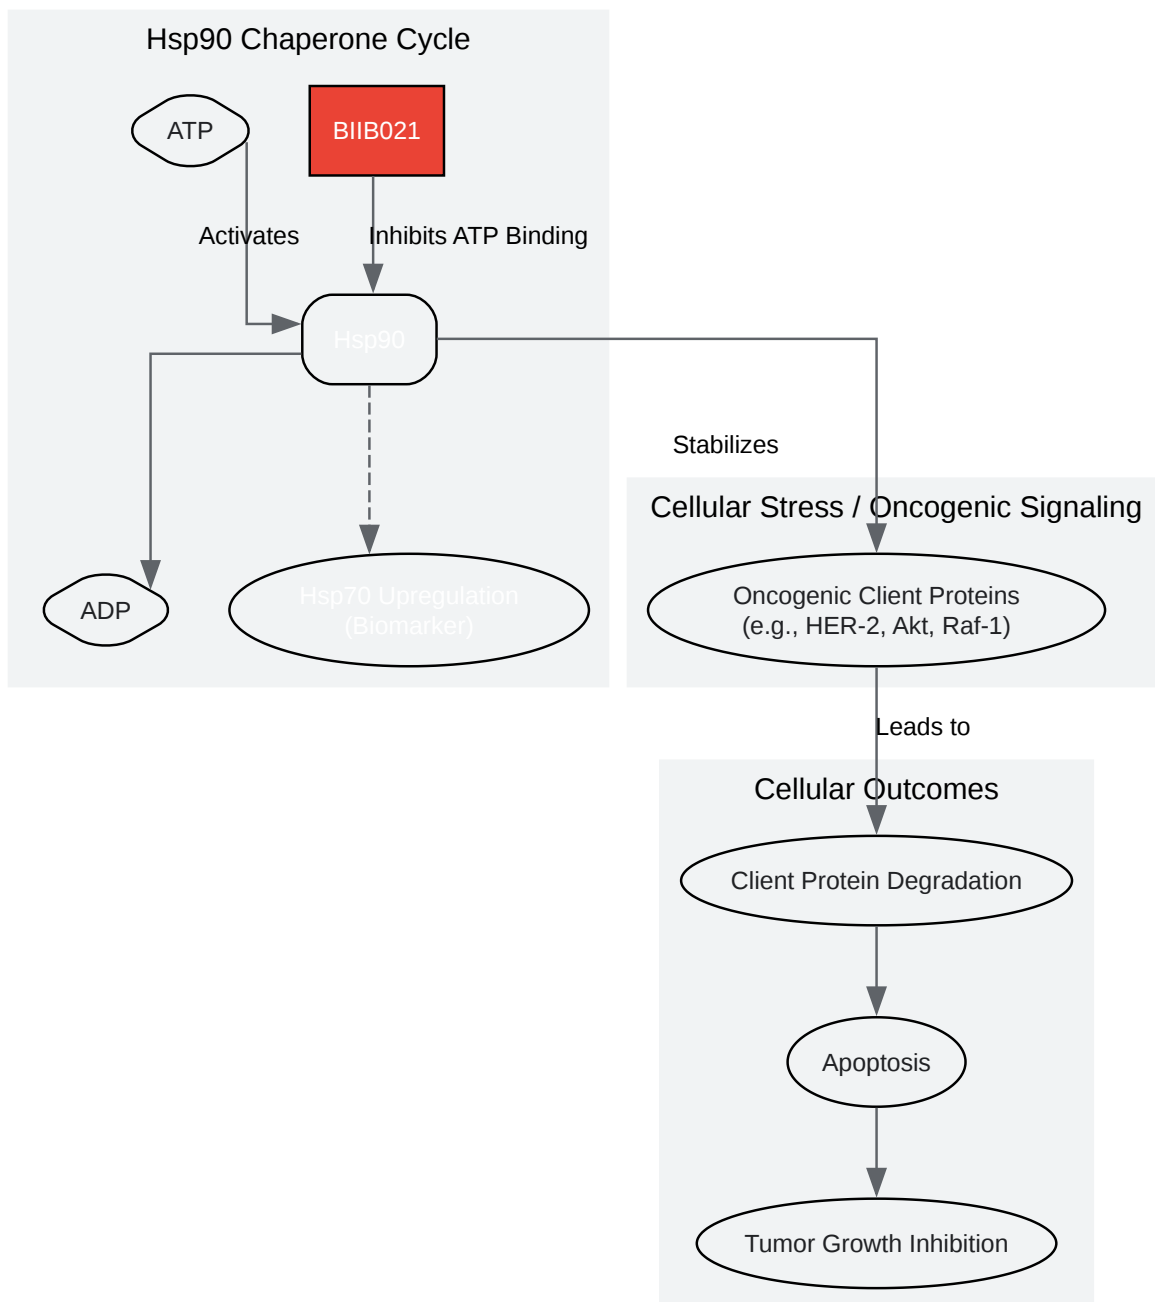 Hsp90 Chaperone Cycle
ATP
BIIB021
Activates
Inhibits ATP Binding
Hsp90
Stabilizes
Cellular Stress / Oncogenic Signaling
ADP
Hsp70 Upregulation
(Biomarker)
Oncogenic Client Proteins
(e.g., HER-2, Akt, Raf-1)
Leads to
Cellular Outcomes
Client Protein Degradation
Apoptosis
Tumor Growth Inhibition